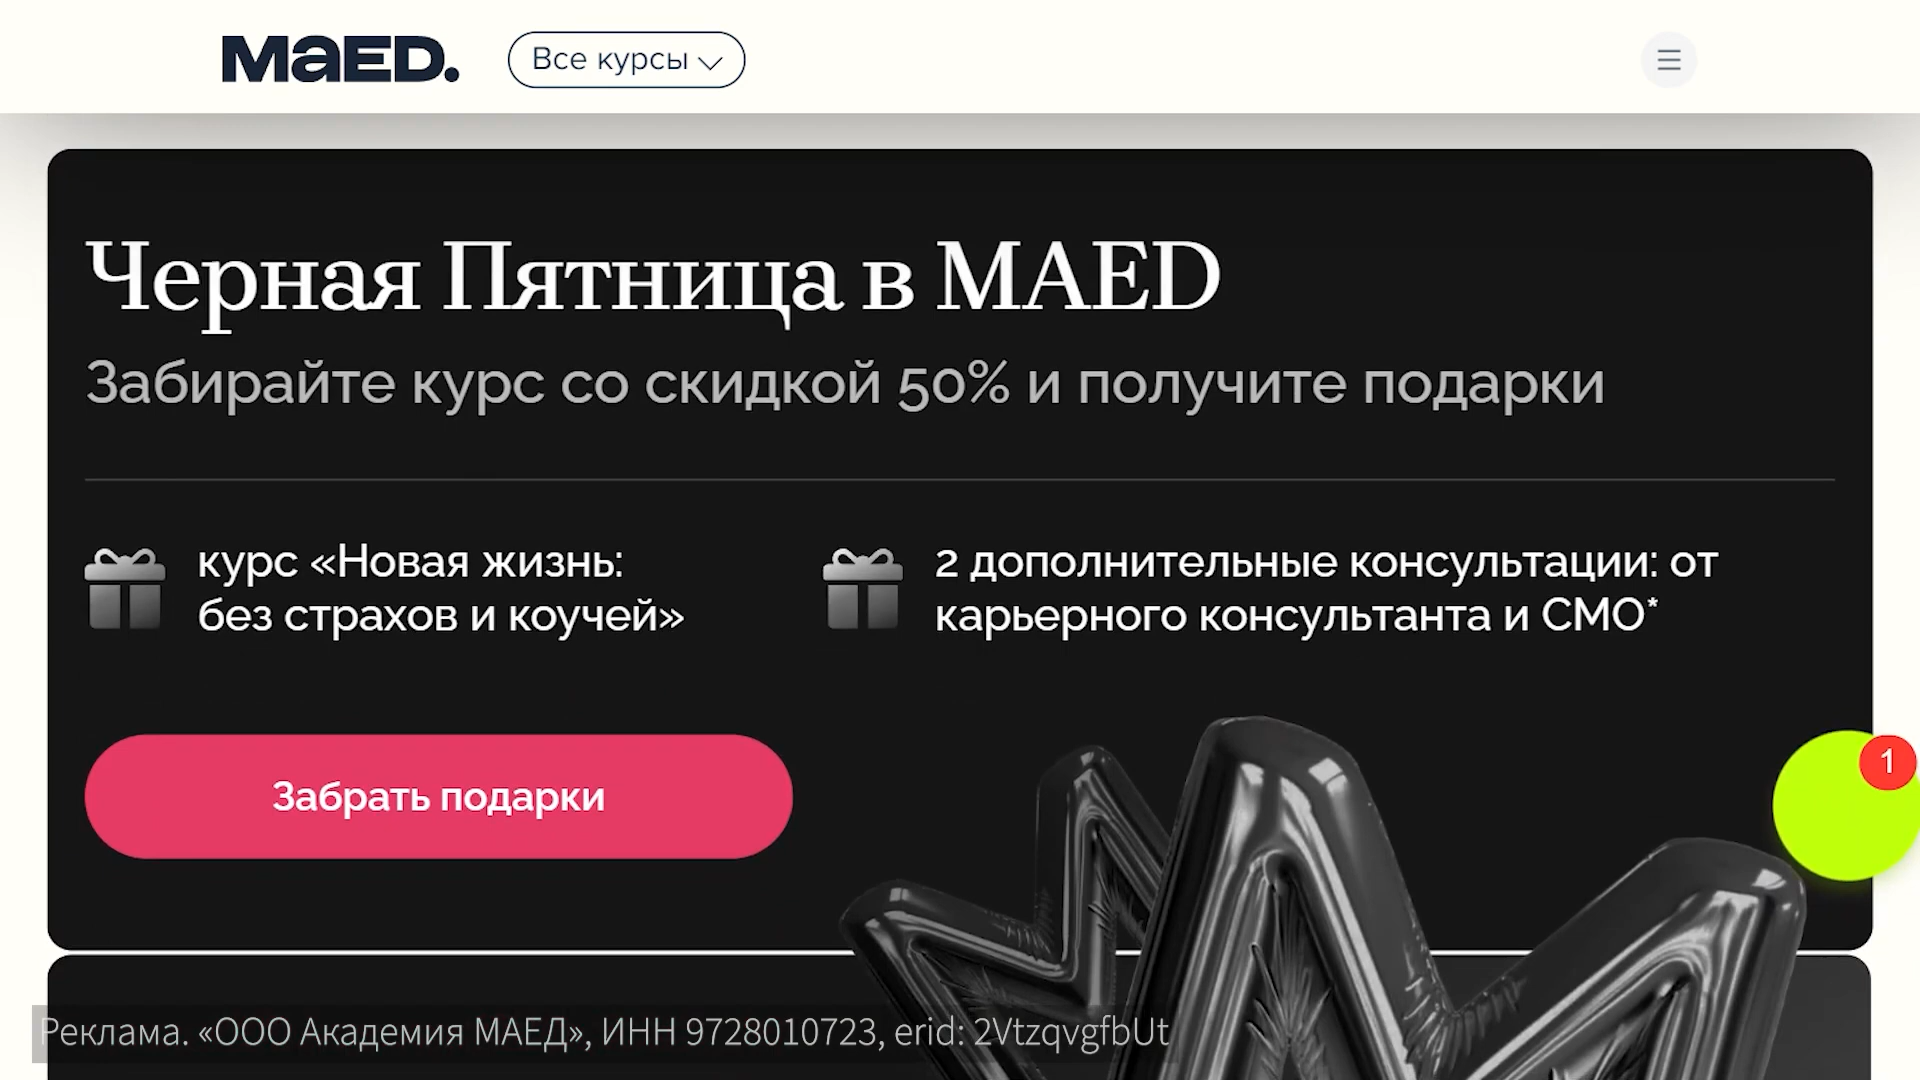 MAED.
Все курсы
Черная Пятница в MAED
Забирайте курс со скидкой 50% и получите подарки
курс «Новая жизнь:
без страхов и коучей»
2 дополнительные консультации: от
карьерного консультанта и CMO*
Забрать подарки
1
Реклама. «ООО Академия МАЕД», ИНН 9728010723, erid: 2VtzqvgfbUt